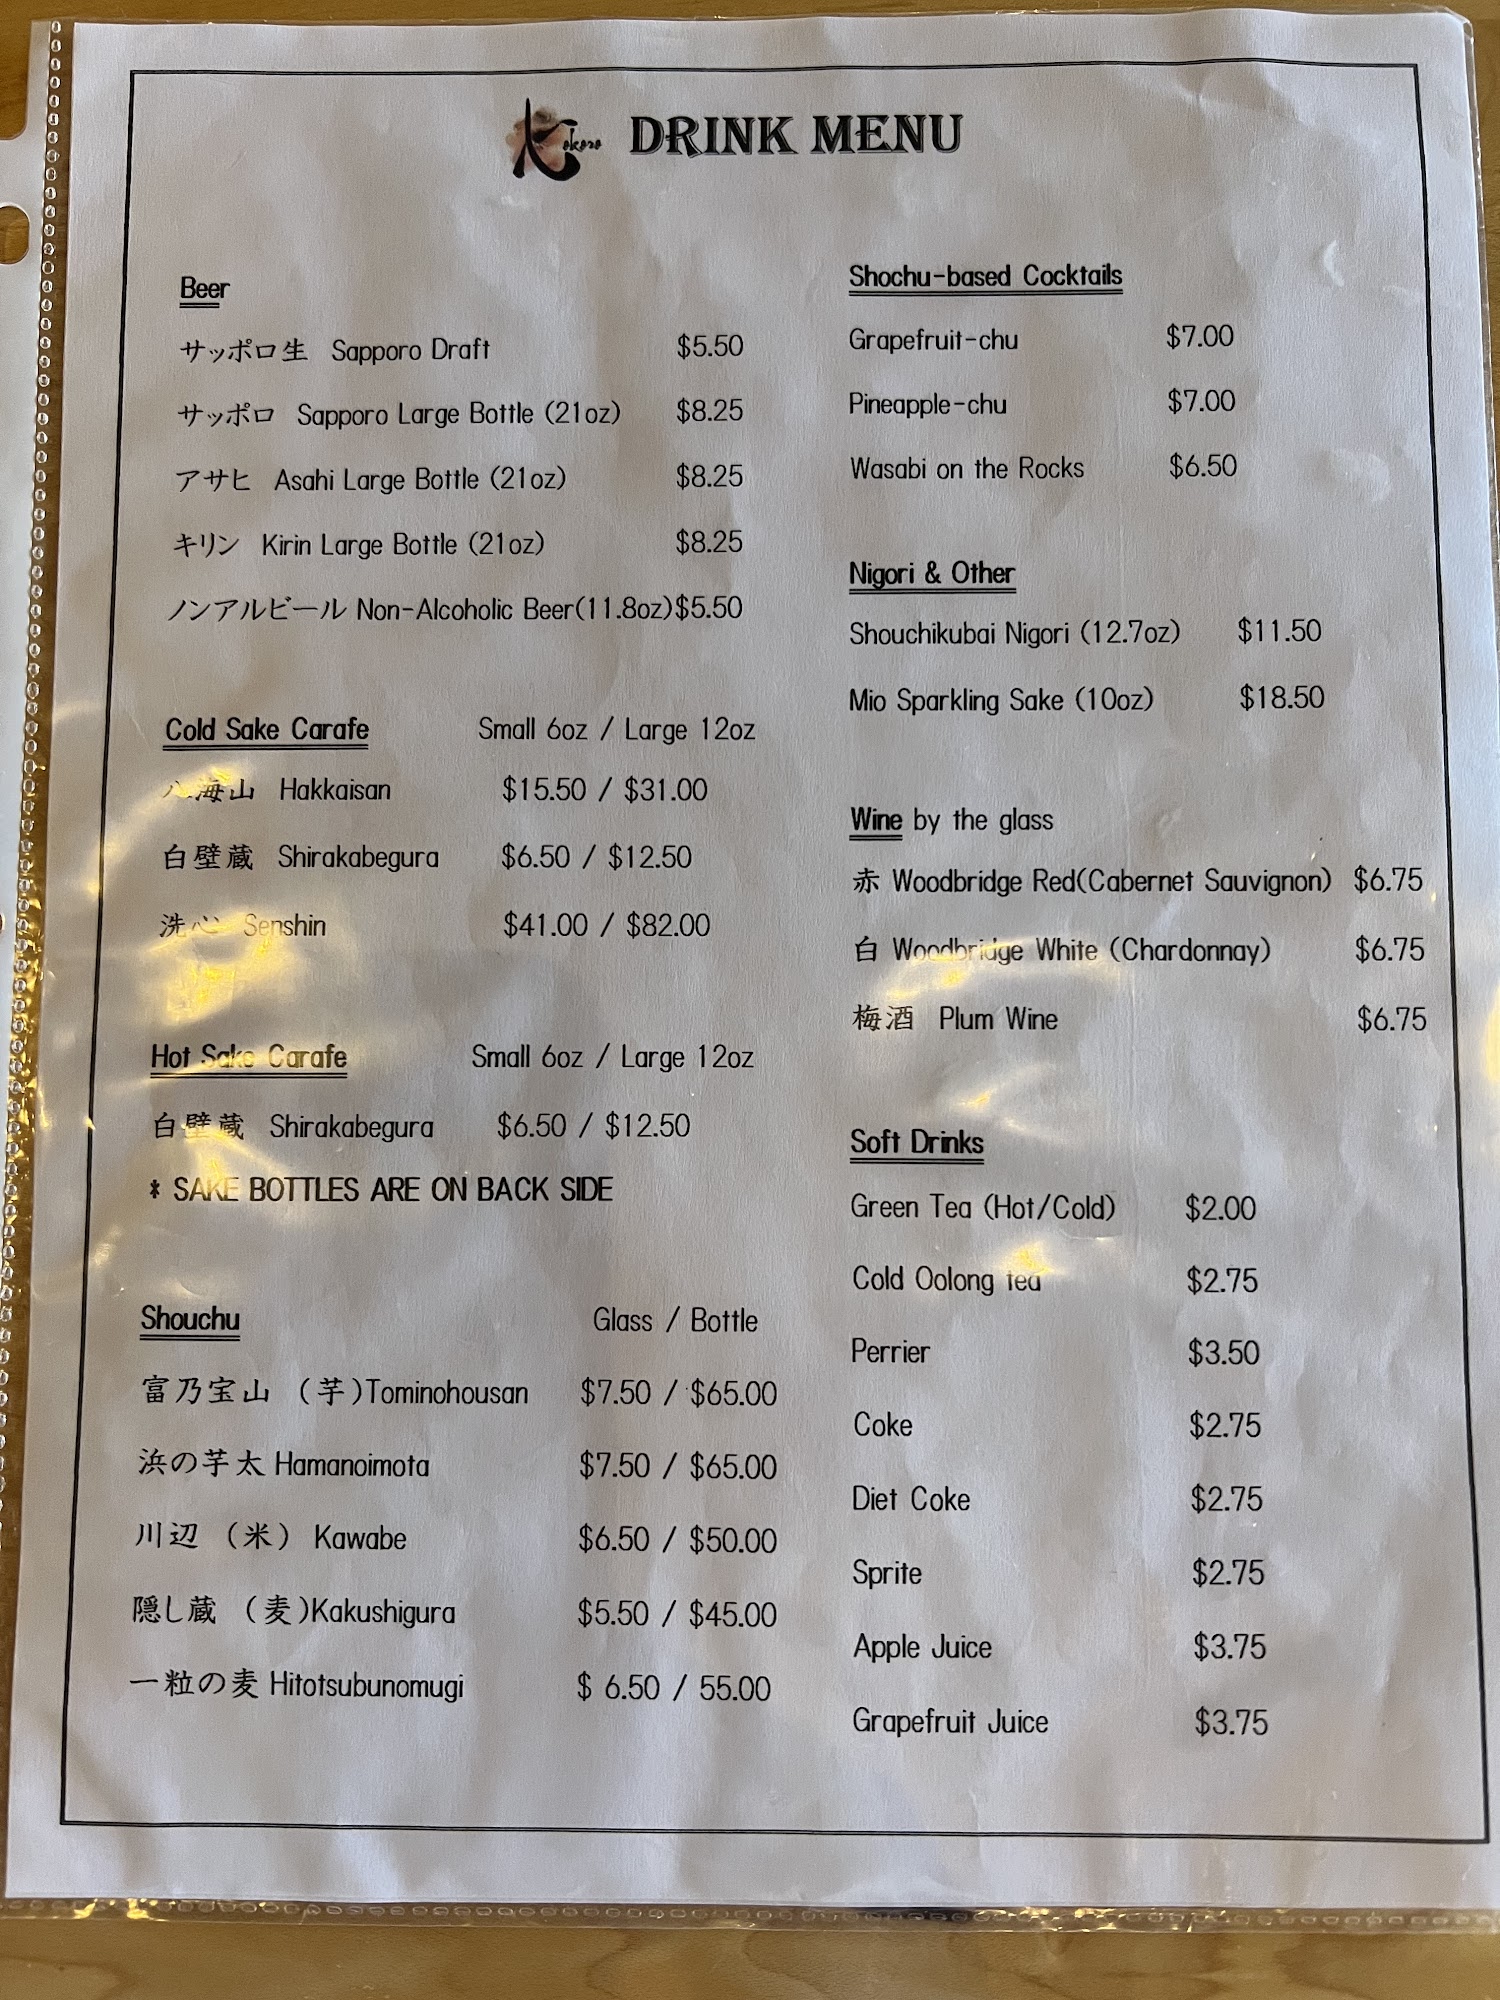 心 Kokoro DRINK MENU
Beer
サッポロ生 Sapporo Draft $5.50
サッポロ Sapporo Large Bottle (21oz) $8.25
アサヒ Asahi Large Bottle (21oz) $8.25
キリン Kirin Large Bottle (21oz) $8.25
ノンアルビール Non-Alcoholic Beer(11.8oz)$5.50
Cold Sake Carafe Small 6oz / Large 12oz
八海山 Hakkaisan $15.50 / $31.00
白壁蔵 Shirakabegura $6.50 / $12.50
洗心 Senshin $41.00 / $82.00
Hot Sake Carafe Small 6oz / Large 12oz
白壁蔵 Shirakabegura $6.50 / $12.50
* SAKE BOTTLES ARE ON BACK SIDE
Shouchu Glass / Bottle
富乃宝山 (芋)Tominohousan $7.50 / $65.00
浜の芋太 Hamanoimota $7.50 / $65.00
川辺 (米) Kawabe $6.50 / $50.00
隠し蔵 (麦)Kakushigura $5.50 / $45.00
一粒の麦 Hitotsubunomugi $ 6.50 / 55.00
Shochu-based Cocktails
Grapefruit-chu $7.00
Pineapple-chu $7.00
Wasabi on the Rocks $6.50
Nigori & Other
Shouchikubai Nigori (12.7oz) $11.50
Mio Sparkling Sake (10oz) $18.50
Wine by the glass
赤 Woodbridge Red(Cabernet Sauvignon) $6.75
白 Woodbridge White (Chardonnay) $6.75
梅酒 Plum Wine $6.75
Soft Drinks
Green Tea (Hot/Cold) $2.00
Cold Oolong tea $2.75
Perrier $3.50
Coke $2.75
Diet Coke $2.75
Sprite $2.75
Apple Juice $3.75
Grapefruit Juice $3.75